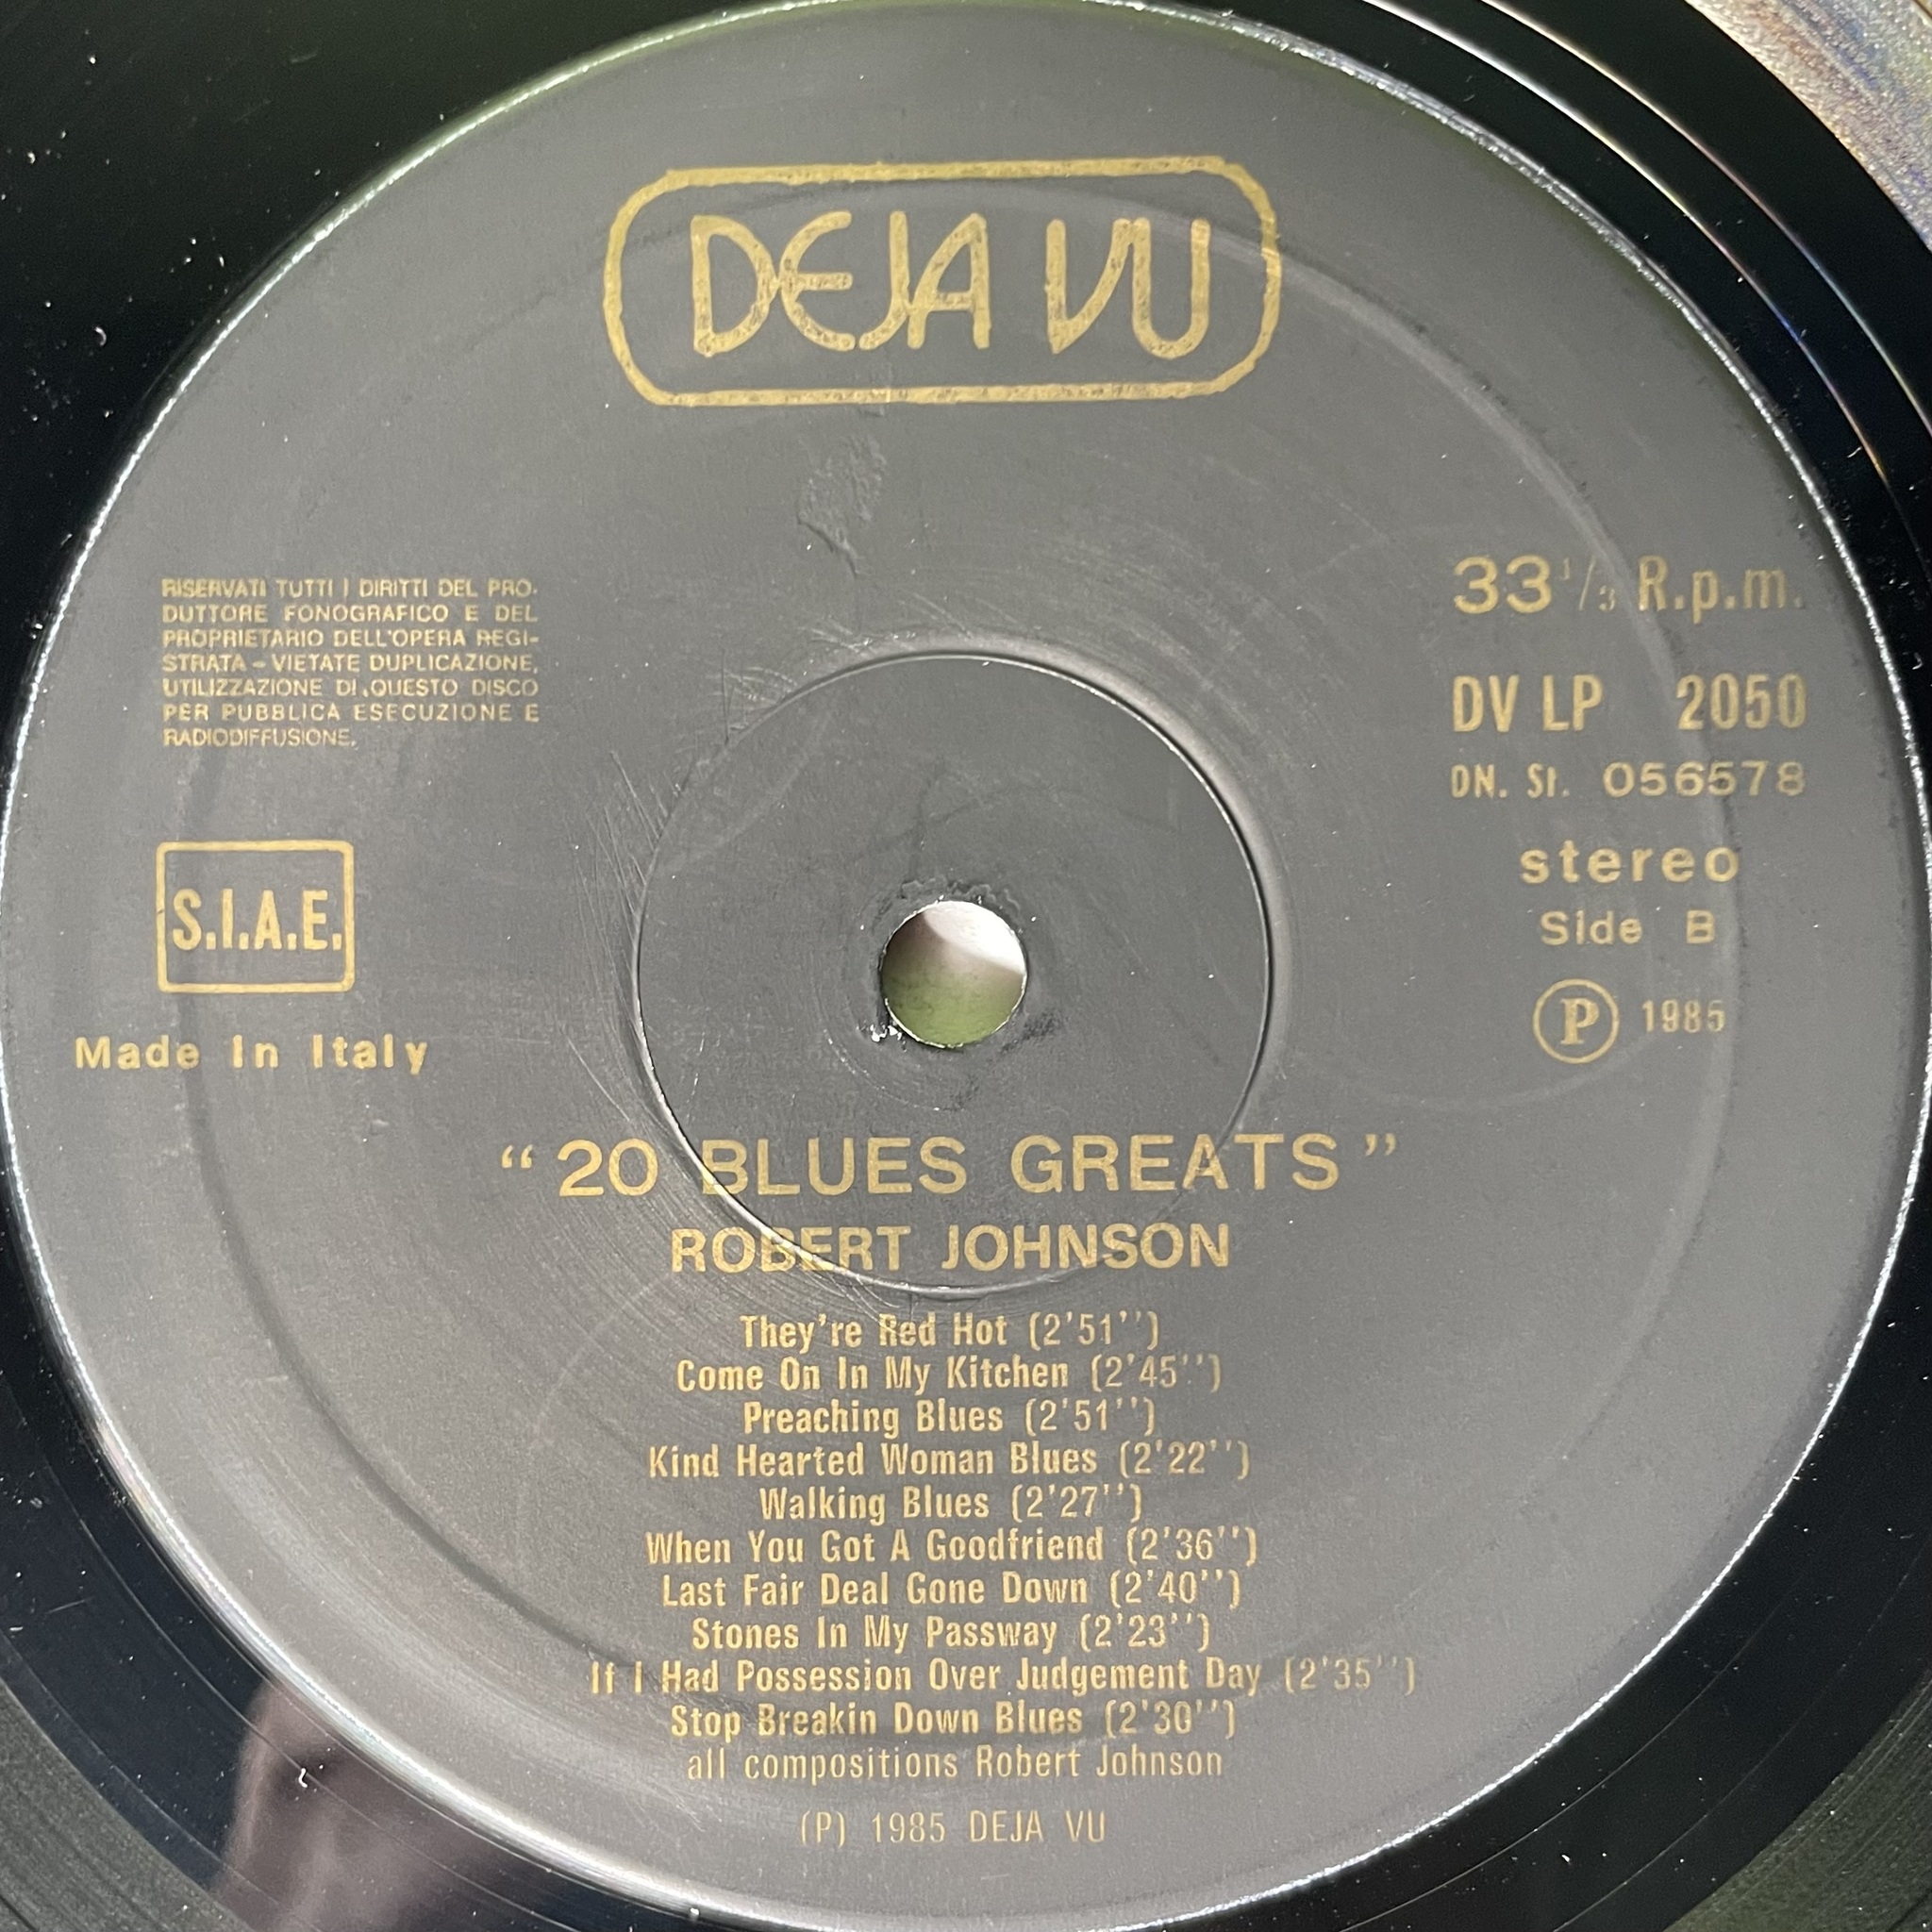 DEJA VU
RISERVATI TUTTI I DIRITTI DEL PRO-
DUTTORE FONOGRAFICO E DEL
PROPRIETARIO DELL'OPERA REGI-
STRATA - VIETATE DUPLICAZIONE,
UTILIZZAZIONE DI QUESTO DISCO
PER PUBBLICA ESECUZIONE E
RADIODIFFUSIONE.
S.I.A.E.
Made In Italy
33 1/3 R.p.m.
DV LP 2050
DN. St. 056578
stereo
Side B
Ⓟ 1985
“ 20 BLUES GREATS ”
ROBERT JOHNSON
They're Red Hot (2'51'')
Come On In My Kitchen (2'45'')
Preaching Blues (2'51'')
Kind Hearted Woman Blues (2'22'')
Walking Blues (2'27'')
When You Got A Goodfriend (2'36'')
Last Fair Deal Gone Down (2'40'')
Stones In My Passway (2'23'')
If I Had Possession Over Judgement Day (2'35'')
Stop Breakin Down Blues (2'30'')
all compositions Robert Johnson
(P) 1985 DEJA VU